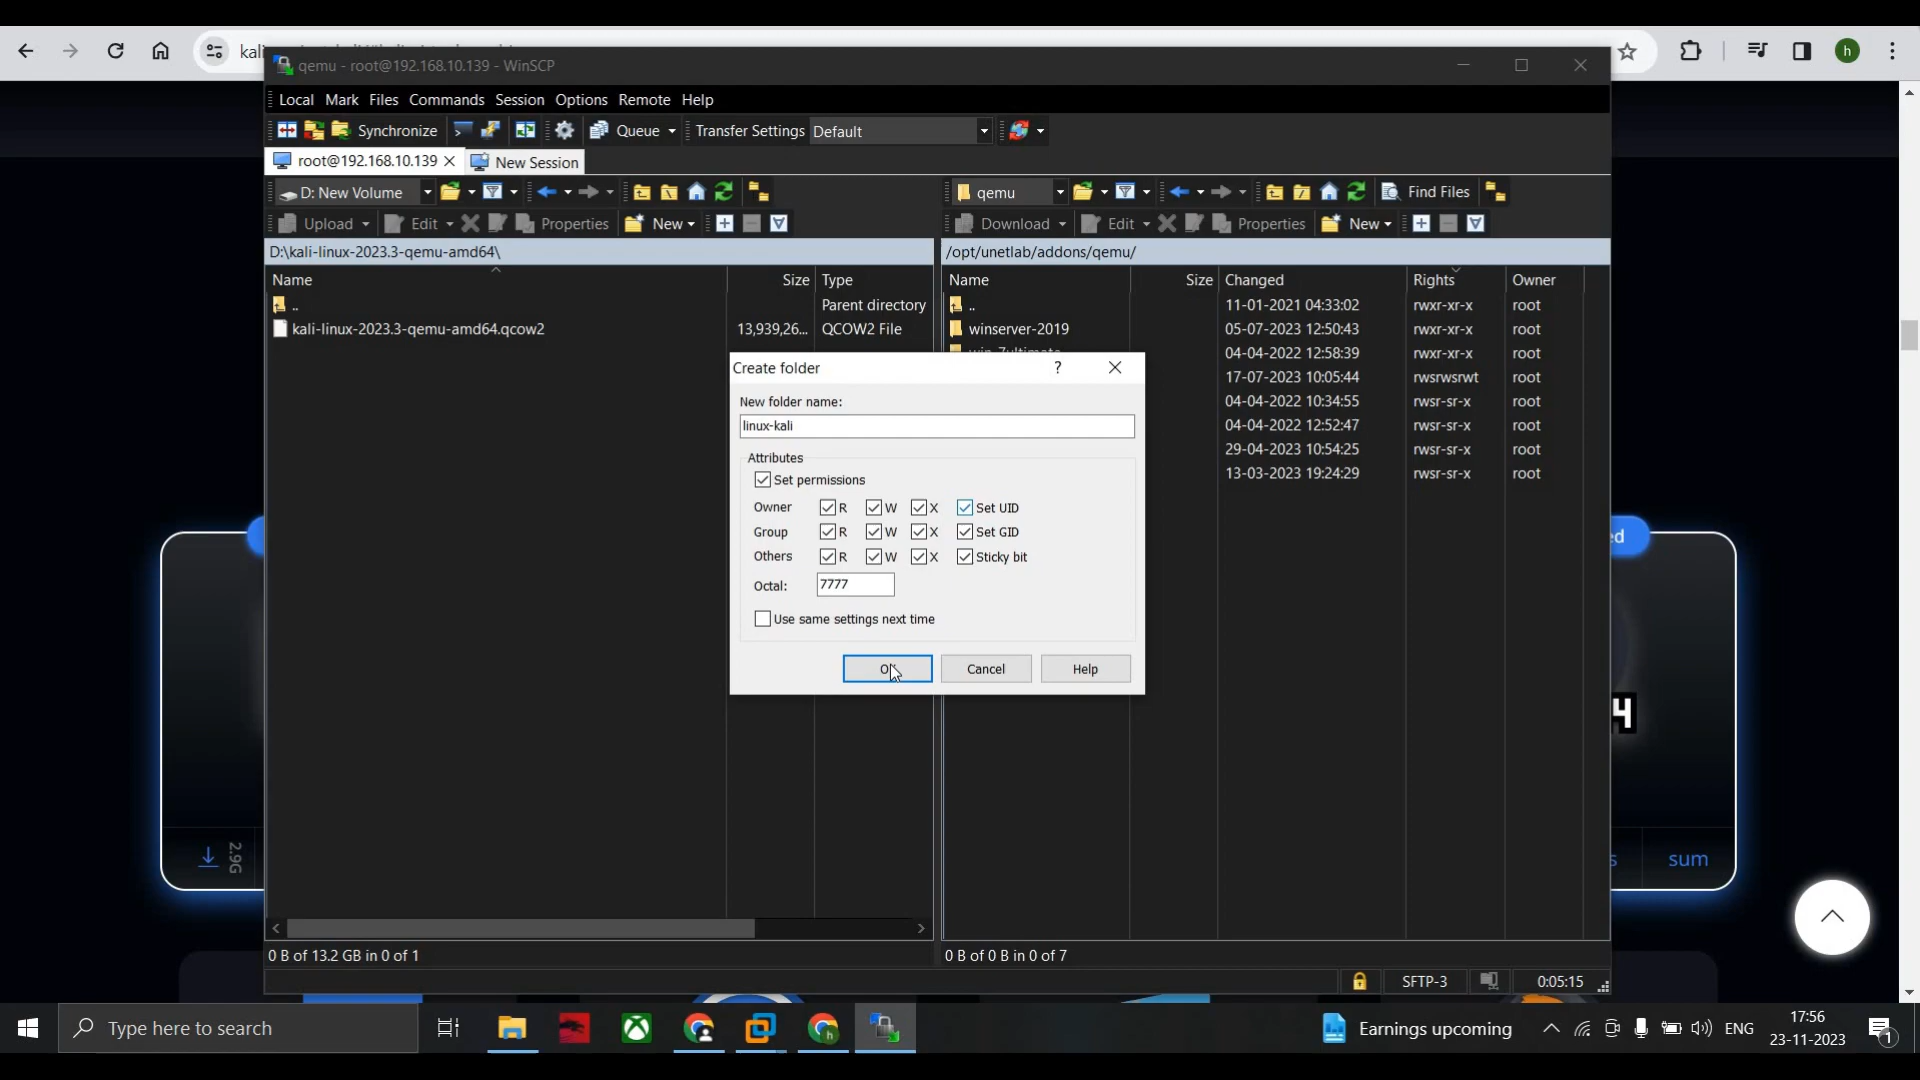 kali
qemu - root@192.168.10.139 - WinSCP
Local Mark Files Commands Session Options Remote Help
Synchronize Queue Transfer Settings Default
root@192.168.10.139 New Session
D: New Volume
qemu Find Files
Upload Edit Properties New
Download Edit Properties New
D:\kali-linux-2023.3-qemu-amd64\
/opt/unetlab/addons/qemu/
Name Size Type
Name Size Changed Rights Owner
.. Parent directory
.. 11-01-2021 04:33:02 rwxr-xr-x root
kali-linux-2023.3-qemu-amd64.qcow2 13,939,26... QCOW2 File
winserver-2019 05-07-2023 12:50:43 rwxr-xr-x root
04-04-2022 12:58:39 rwxr-xr-x root
17-07-2023 10:05:44 rwsrwsrwt root
04-04-2022 10:34:55 rwsr-sr-x root
04-04-2022 12:52:47 rwsr-sr-x root
29-04-2023 10:54:25 rwsr-sr-x root
13-03-2023 19:24:29 rwsr-sr-x root
Create folder ?
New folder name:
linux-kali
Attributes
Set permissions
Owner R W X Set UID
Group R W X Set GID
Others R W X Sticky bit
Octal: 7777
Use same settings next time
OK Cancel Help
2.9G
sum
0 B of 13.2 GB in 0 of 1
0 B of 0 B in 0 of 7
SFTP-3 0:05:15
Type here to search
Earnings upcoming
ENG
17:56
23-11-2023
1
h